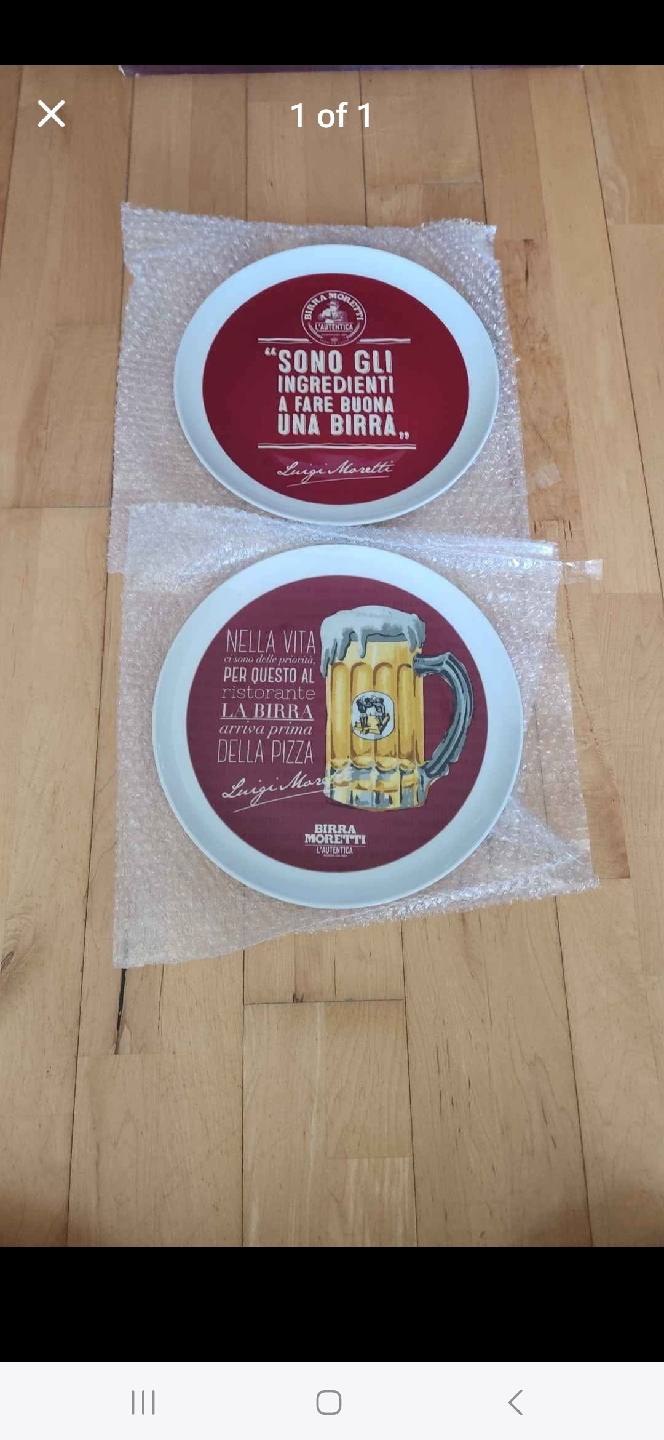 1 of 1
BIRRA MORETTI
L'AUTENTICA
"SONO GLI
INGREDIENTI
A FARE BUONA
UNA BIRRA„
Luigi Moretti
NELLA VITA
ci sono delle priorità,
PER QUESTO AL
ristorante
LA BIRRA
arriva prima
DELLA PIZZA
Luigi More
BIRRA
MORETTI
L'AUTENTICA